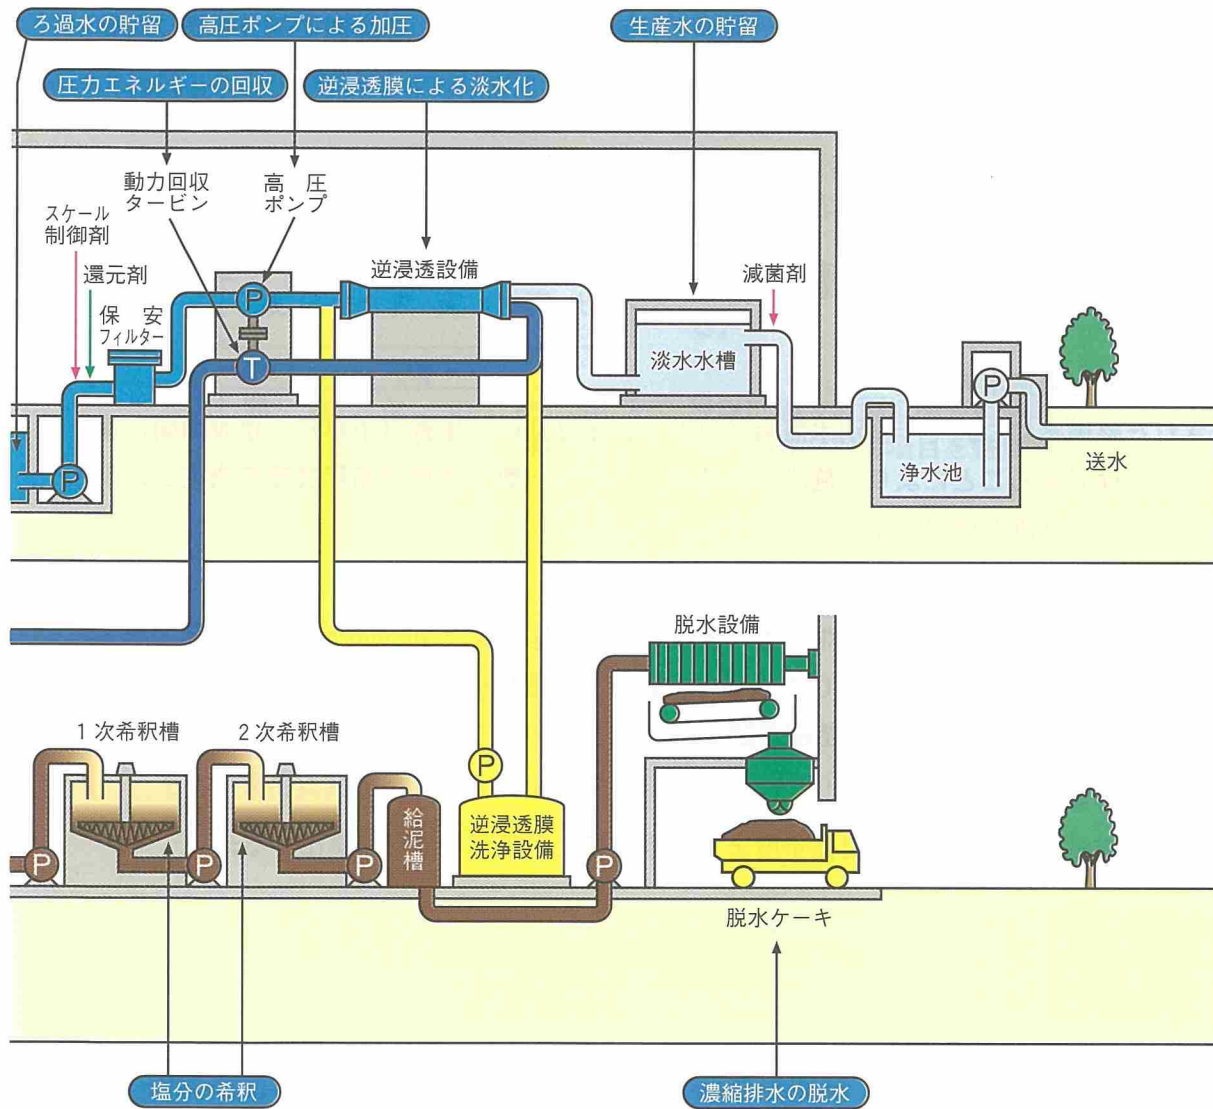 ろ過水の貯留
高圧ポンプによる加圧
生産水の貯留
圧力エネルギーの回収
逆浸透膜による淡水化
動力回収
タービン
高 圧
ポンプ
スケール
制御剤
還元剤
保 安
フィルター
逆浸透設備
滅菌剤
P
T
淡水水槽
P
P
浄水池
送水
脱水設備
1次希釈槽
2次希釈槽
P
給泥槽
逆浸透膜
洗浄設備
P
P
P
P
脱水ケーキ
塩分の希釈
濃縮排水の脱水